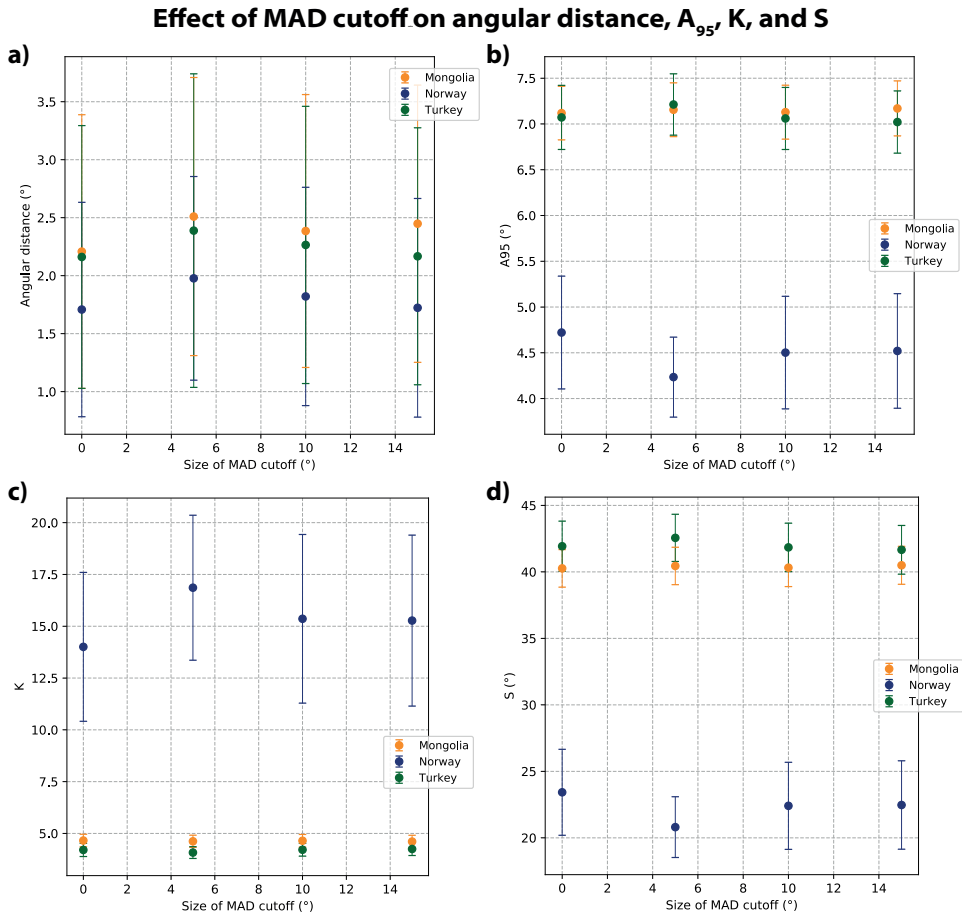 Effect of MAD cutoff on angular distance, A95, K, and S
a)
3.5
3.0
2.5
2.0
1.5
1.0
Angular distance (°)
0 2 4 6 8 10 12 14
Size of MAD cutoff (°)
Mongolia
Norway
Turkey
b)
7.5
7.0
6.5
6.0
5.5
5.0
4.5
4.0
A95 (°)
0 2 4 6 8 10 12 14
Size of MAD cutoff (°)
Mongolia
Norway
Turkey
c)
20.0
17.5
15.0
12.5
10.0
7.5
5.0
K
0 2 4 6 8 10 12 14
Size of MAD cutoff (°)
Mongolia
Norway
Turkey
d)
45
40
35
30
25
20
S (°)
0 2 4 6 8 10 12 14
Size of MAD cutoff (°)
Mongolia
Norway
Turkey